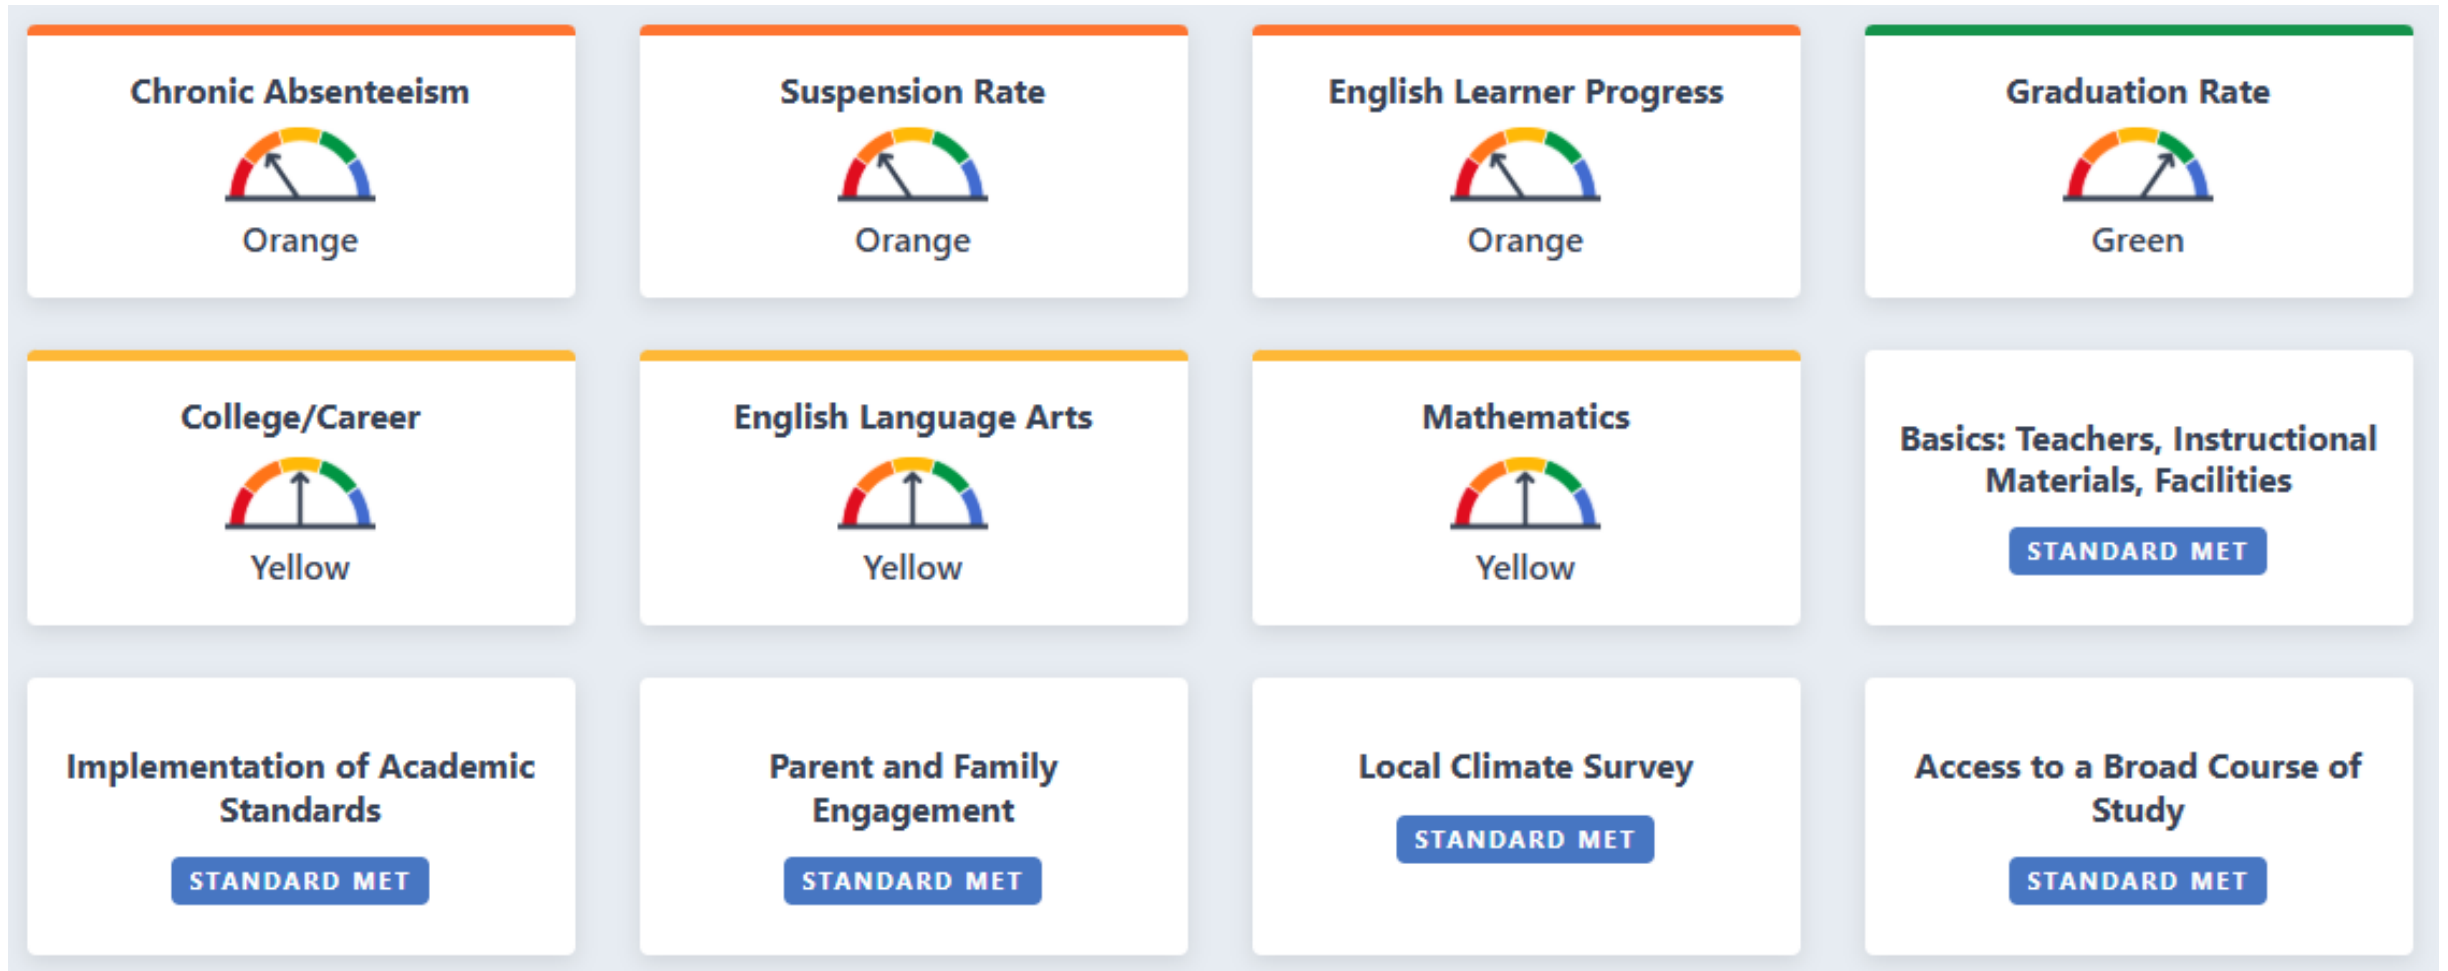 Chronic Absenteeism
Orange
Suspension Rate
Orange
English Learner Progress
Orange
Graduation Rate
Green
College/Career
Yellow
English Language Arts
Yellow
Mathematics
Yellow
Basics: Teachers, Instructional
Materials, Facilities
STANDARD MET
Implementation of Academic
Standards
STANDARD MET
Parent and Family
Engagement
STANDARD MET
Local Climate Survey
STANDARD MET
Access to a Broad Course of
Study
STANDARD MET